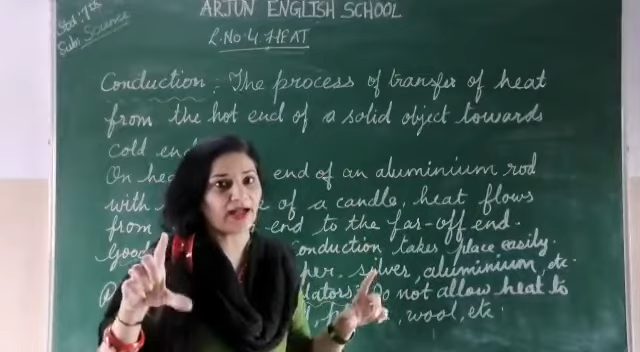 Std: 7th
Sub: Science
ARJUN ENGLISH SCHOOL
L.No 4. HEAT
Conduction: The process of transfer of heat
from the hot end of a solid object towards
cold
On end of an aluminium rod
with of a candle, heat flows
from end to the far-off end.
Good onduction takes place easily.
per, silver, aluminium, etc.
lators: Do not allow heat to
wool, etc.